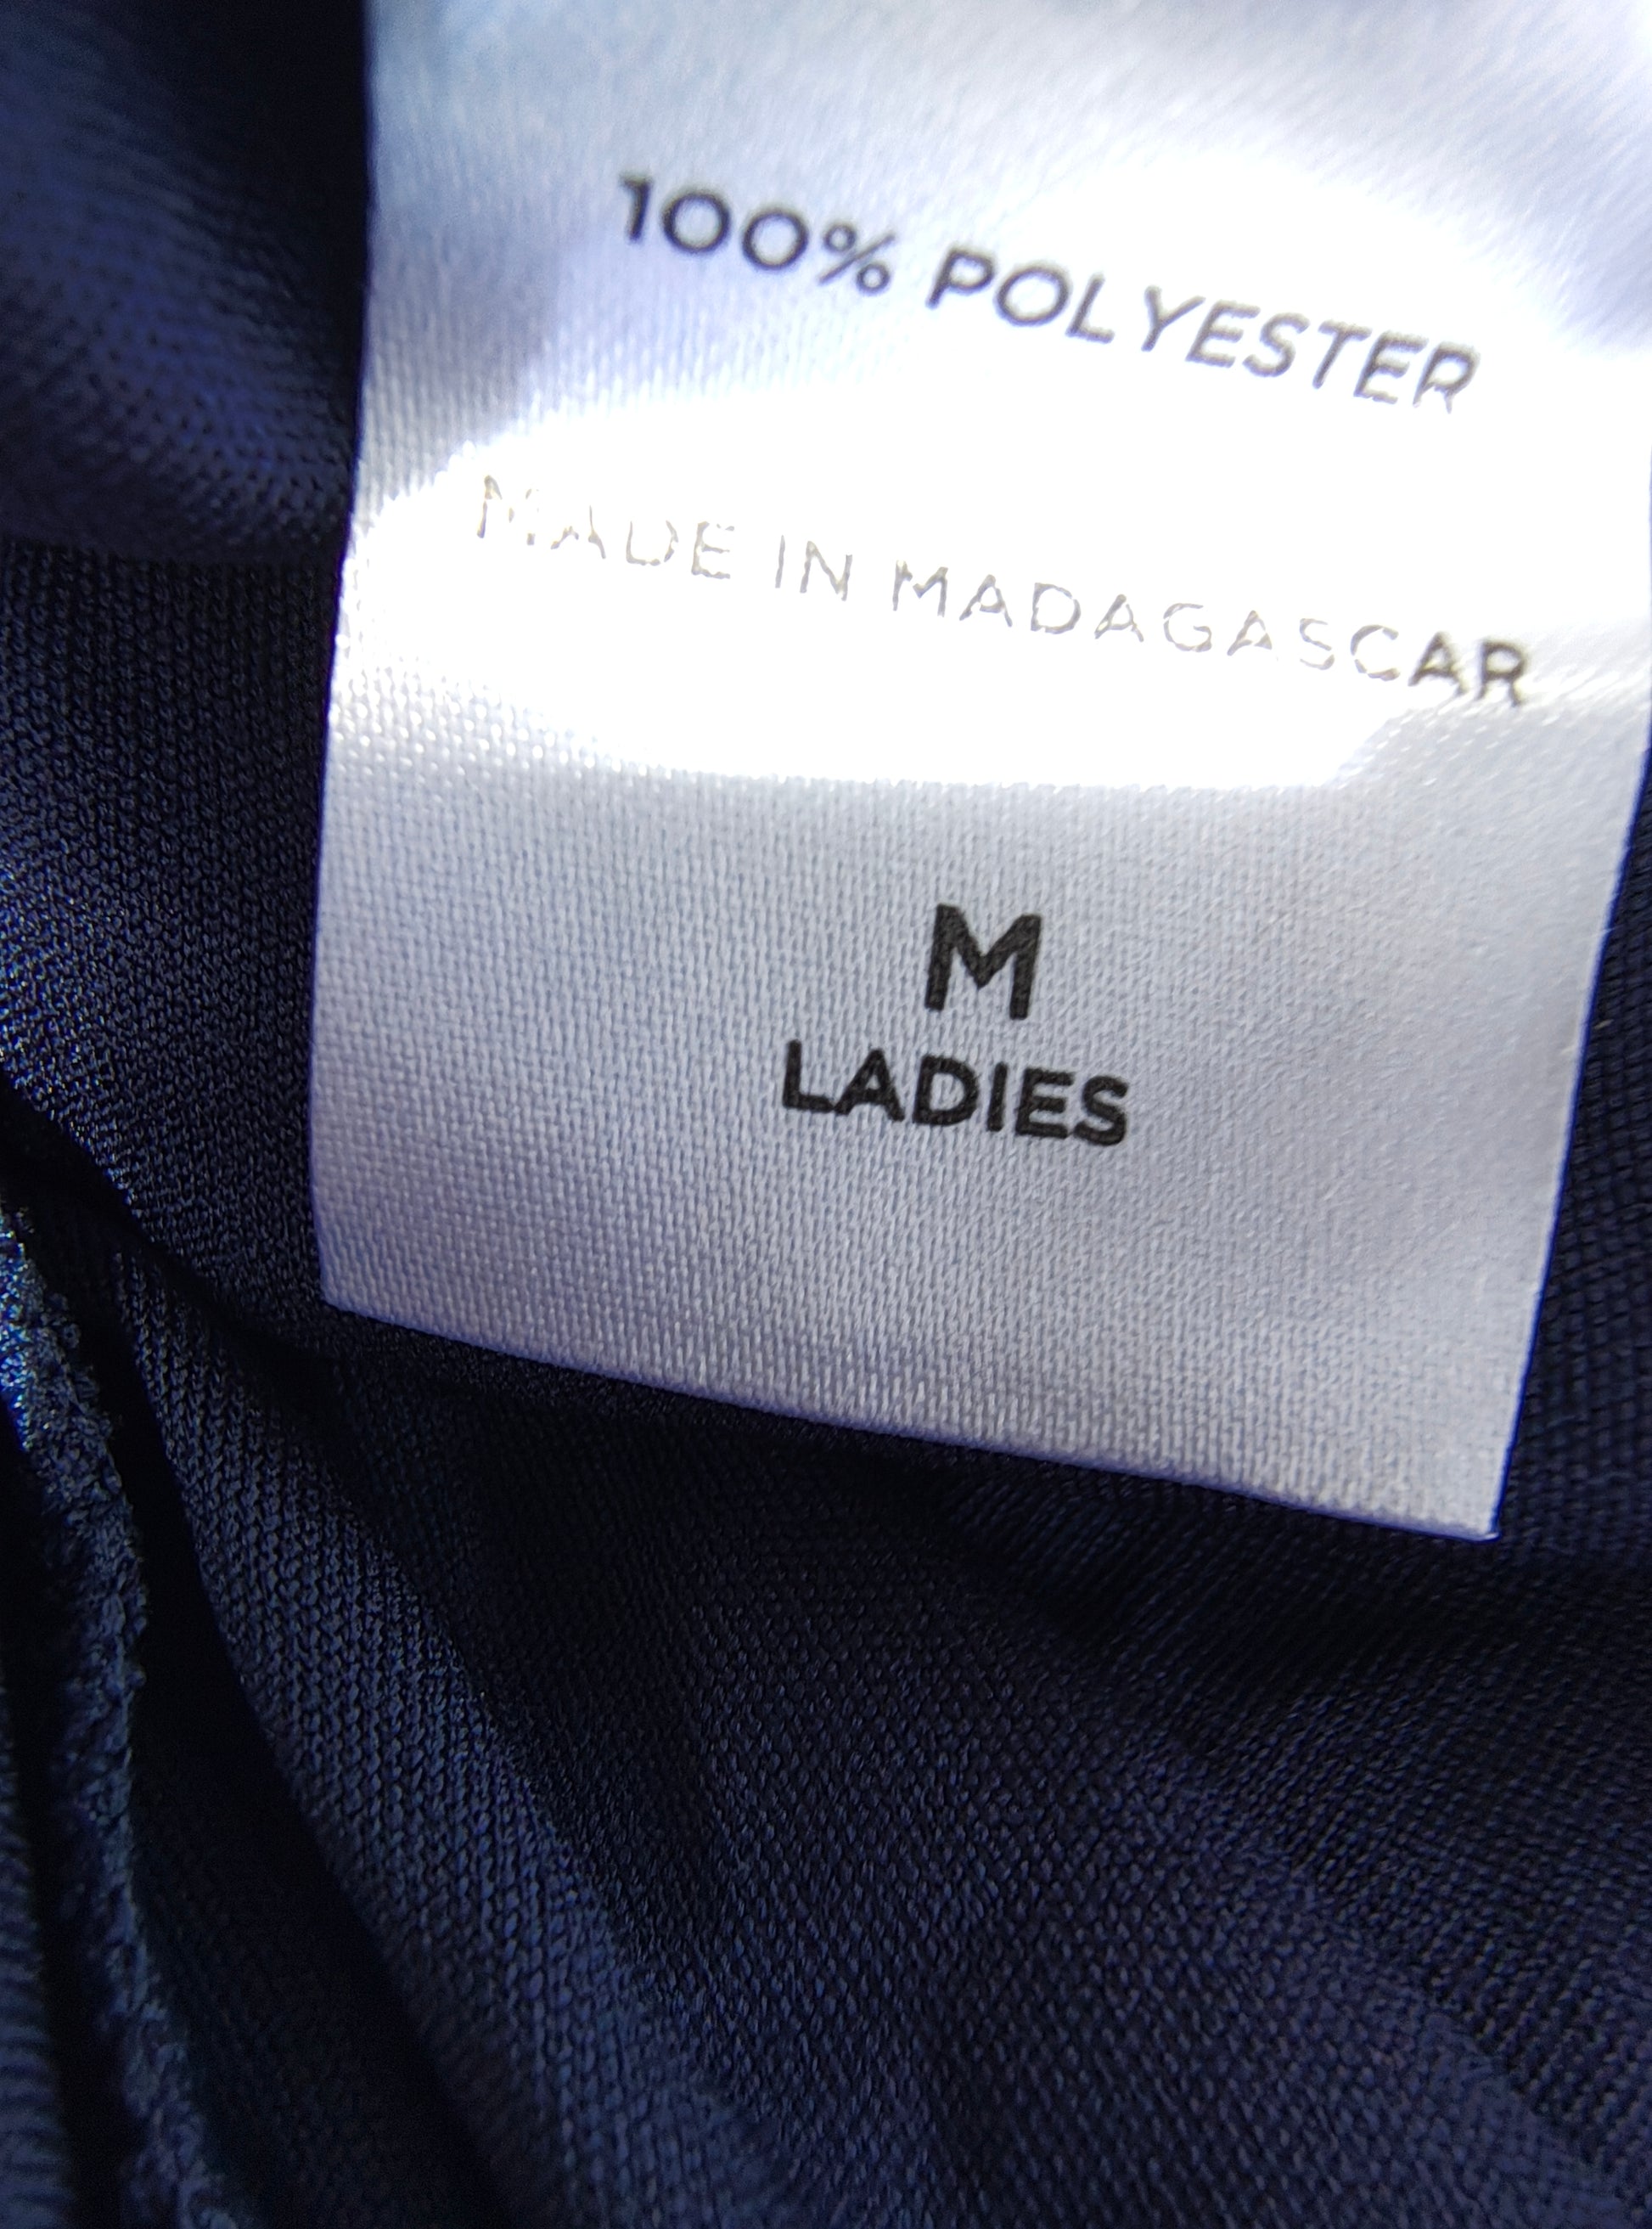 100% POLYESTER
MADE IN MADAGASCAR
M
LADIES